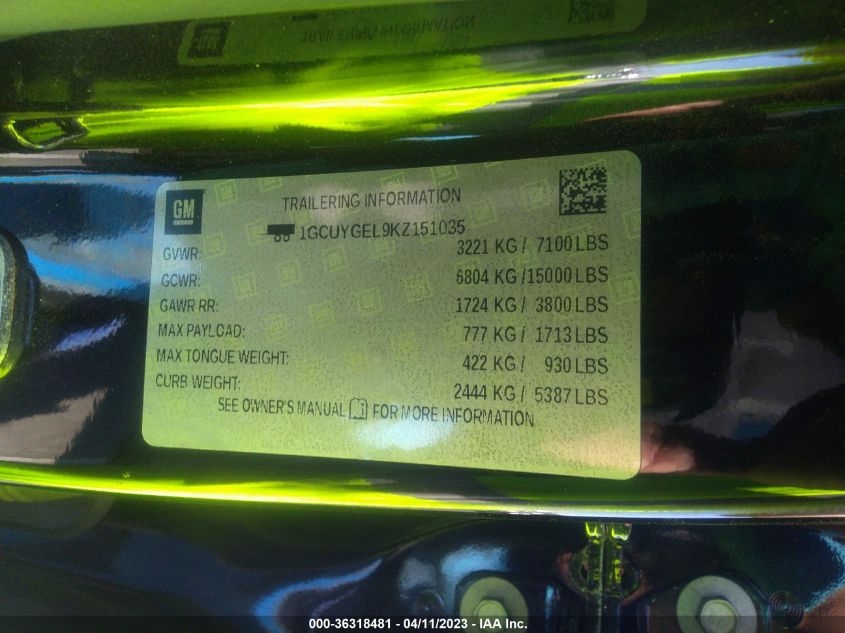 TRAILERING INFORMATION
GM
TRAILERING INFORMATION
1GCUYGEL9KZ151035
GVWR: 3221 KG / 7100 LBS
GCWR: 6804 KG /15000 LBS
GAWR RR: 1724 KG / 3800 LBS
MAX PAYLOAD: 777 KG / 1713 LBS
MAX TONGUE WEIGHT: 422 KG / 930 LBS
CURB WEIGHT: 2444 KG / 5387 LBS
SEE OWNER'S MANUAL FOR MORE INFORMATION
000-36318481 - 04/11/2023 - IAA Inc.